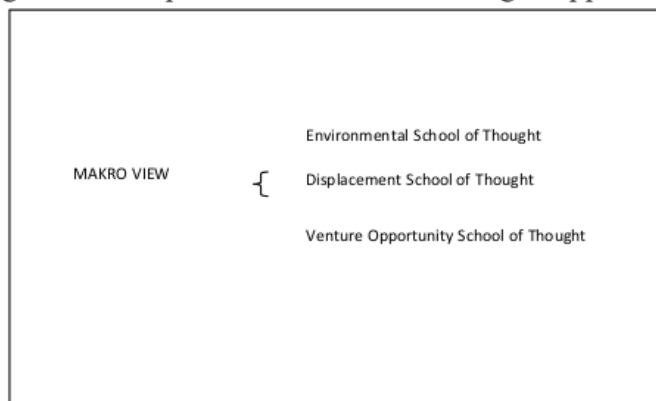 Environmental School of Thought
MAKRO VIEW { Displacement School of Thought
Venture Opportunity School of Thought